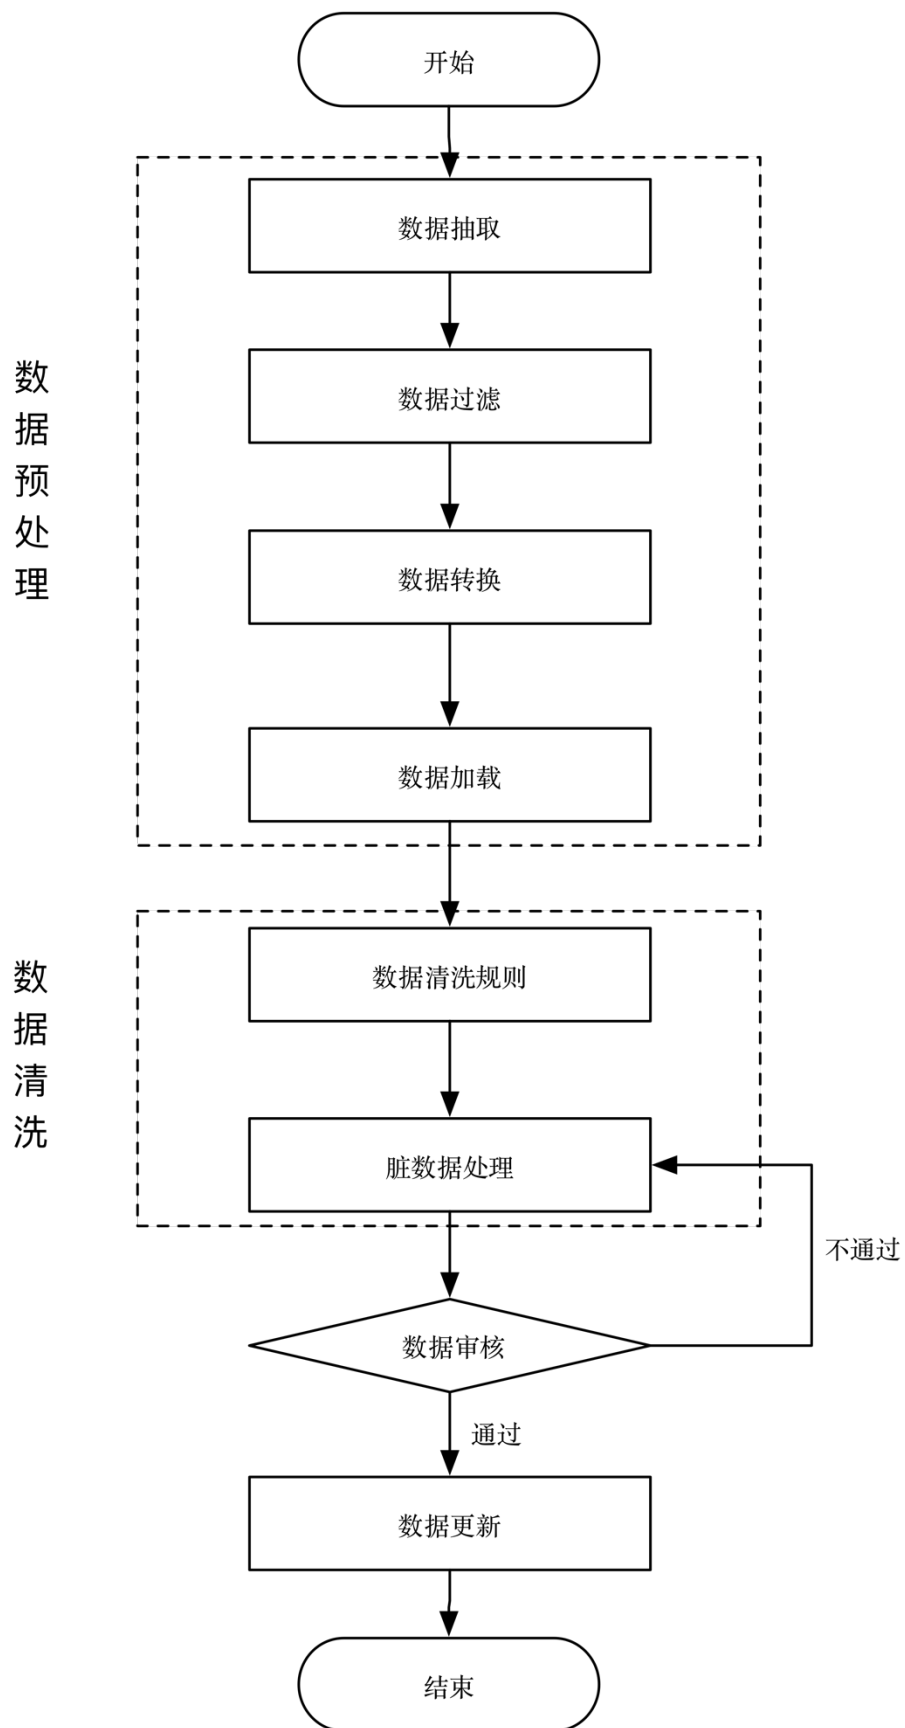 开始
数据预处理
数据抽取
数据过滤
数据转换
数据加载
数据清洗
数据清洗规则
脏数据处理
不通过
数据审核
通过
数据更新
结束